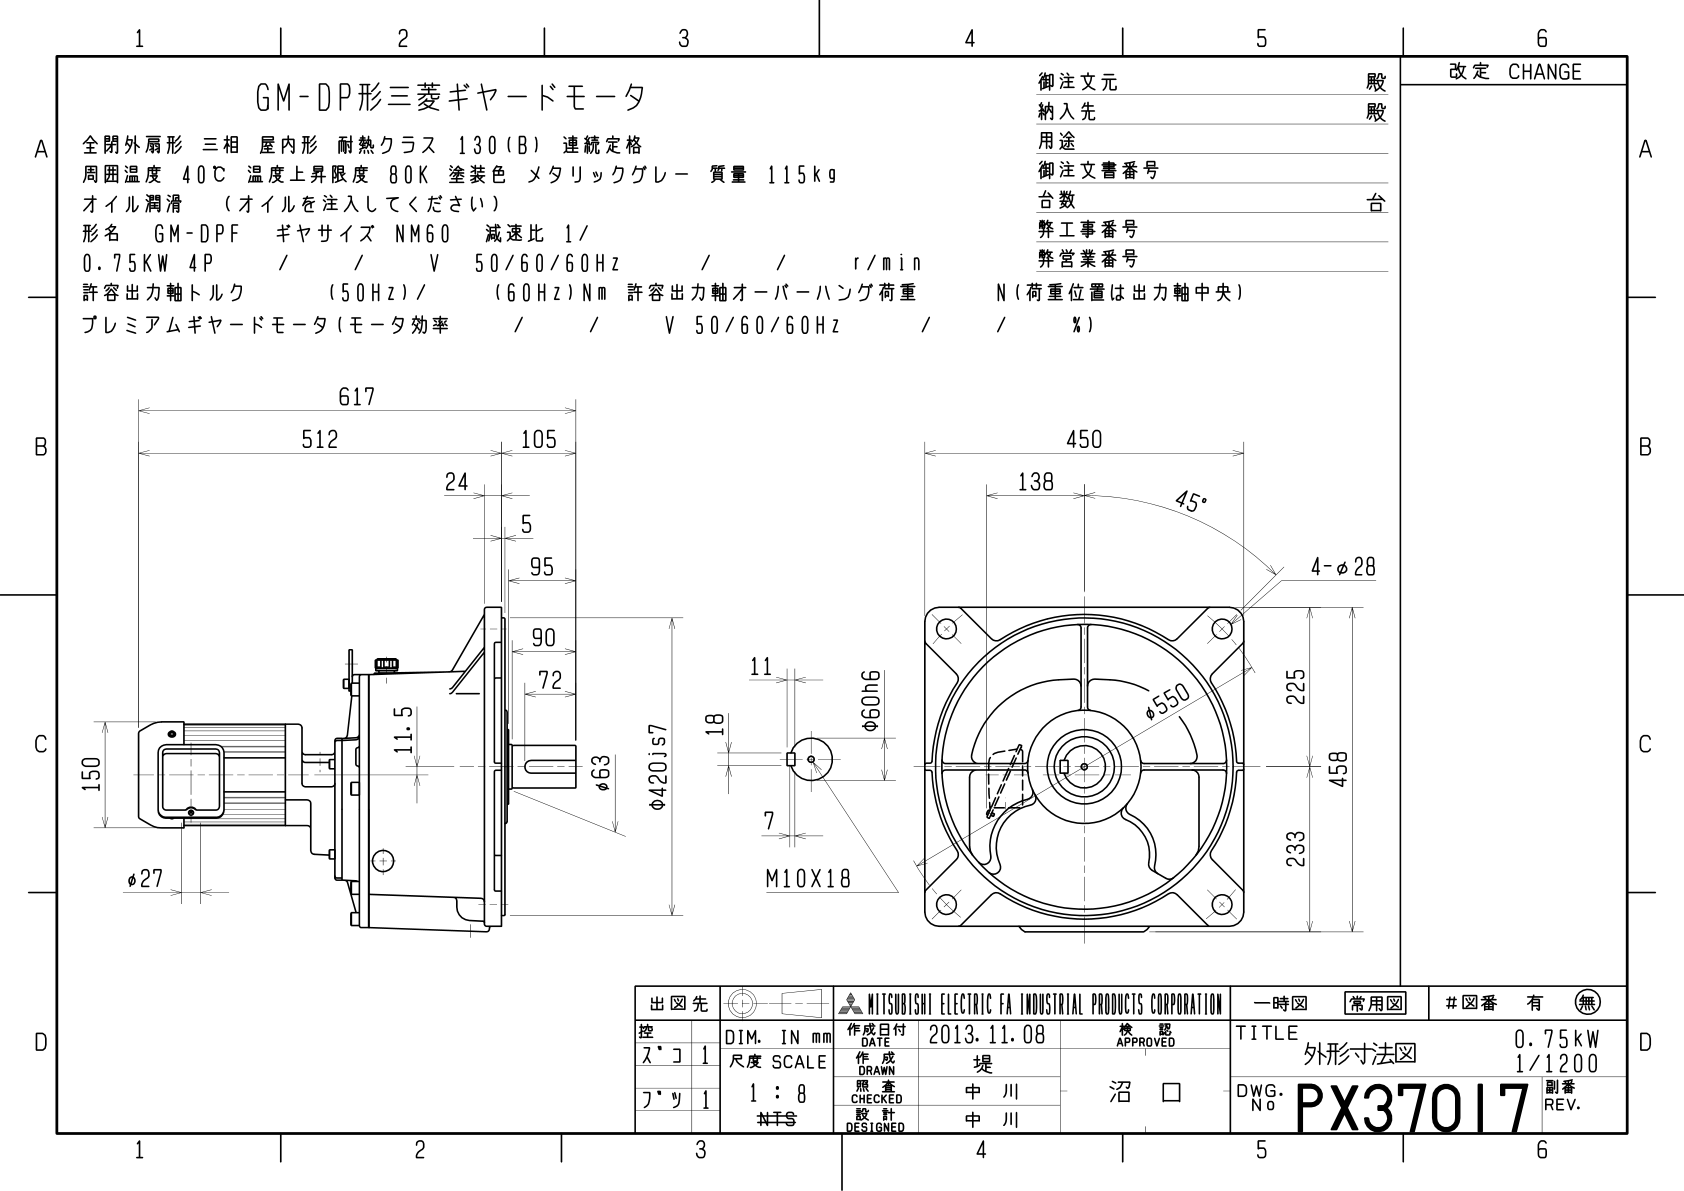 1 2 3 4 5 6
改定 CHANGE
GM-DP形三菱ギヤードモータ
全閉外扇形 三相 屋内形 耐熱クラス 130(B) 連続定格
周囲温度 40℃ 温度上昇限度 80K 塗装色 メタリックグレー 質量 115kg
オイル潤滑 (オイルを注入してください)
形名 GM-DPF ギヤサイズ NM60 減速比 1/
0.75KW 4P / / V 50/60/60Hz / / r/min
許容出力軸トルク (50Hz)/ (60Hz)Nm 許容出力軸オーバーハング荷重 N(荷重位置は出力軸中央)
プレミアムギヤードモータ(モータ効率 / / V 50/60/60Hz / / %)
御注文元 殿
納入先 殿
用途
御注文書番号
台数 台
弊工事番号
弊営業番号
A A
B B
C C
D D
617
512 105
24
5
95
90
72
11.5
150
φ27
φ63
φ420js7
11
18
7
φ60h6
M10X18
450
138
45°
4-φ28
φ550
225
458
233
出図先
控
ズコ 1
プツ 1
DIM. IN mm
尺度 SCALE
1 : 8
NTS
MITSUBISHI ELECTRIC FA INDUSTRIAL PRODUCTS CORPORATION
作成日付 DATE 2013.11.08
作成 DRAWN 堤
照査 CHECKED 中川
設計 DESIGNED 中川
検認 APPROVED
沼口
一時図 常用図 #図番 有 無
TITLE
外形寸法図
0.75kW
1/1200
DWG. No PX37017
副番 REV.
1 2 3 4 5 6